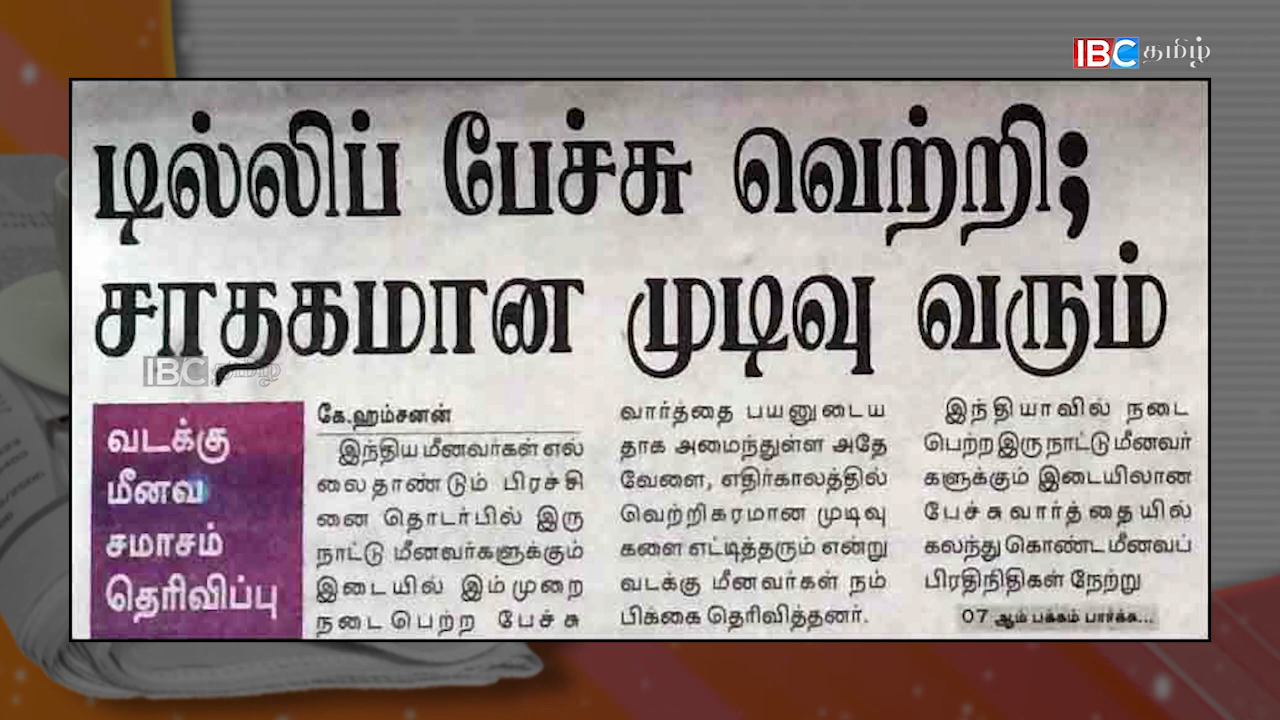 IBC தமிழ்
டில்லிப் பேச்சு வெற்றி;
சாதகமான முடிவு வரும்
IBC தமிழ்
வடக்கு
மீனவ
சமாசம்
தெரிவிப்பு
கே.ஹம்சனன்
இந்திய மீனவர்கள் எல்
லை தாண்டும் பிரச்சி
னை தொடர்பில் இரு
நாட்டு மீனவர்களுக்கும்
இடையில் இம்முறை
நடைபெற்ற பேச்சு
வார்த்தை பயனுடைய
தாக அமைந்துள்ள அதே
வேளை, எதிர்காலத்தில்
வெற்றிகரமான முடிவு
களை எட்டித்தரும் என்று
வடக்கு மீனவர்கள் நம்
பிக்கை தெரிவித்தனர்.
இந்தியாவில் நடை
பெற்ற இரு நாட்டு மீனவர்
களுக்கும் இடையிலான
பேச்சுவார்த்தையில்
கலந்து கொண்ட மீனவப்
பிரதிநிதிகள் நேற்று
07 ஆம் பக்கம் பார்க்க...